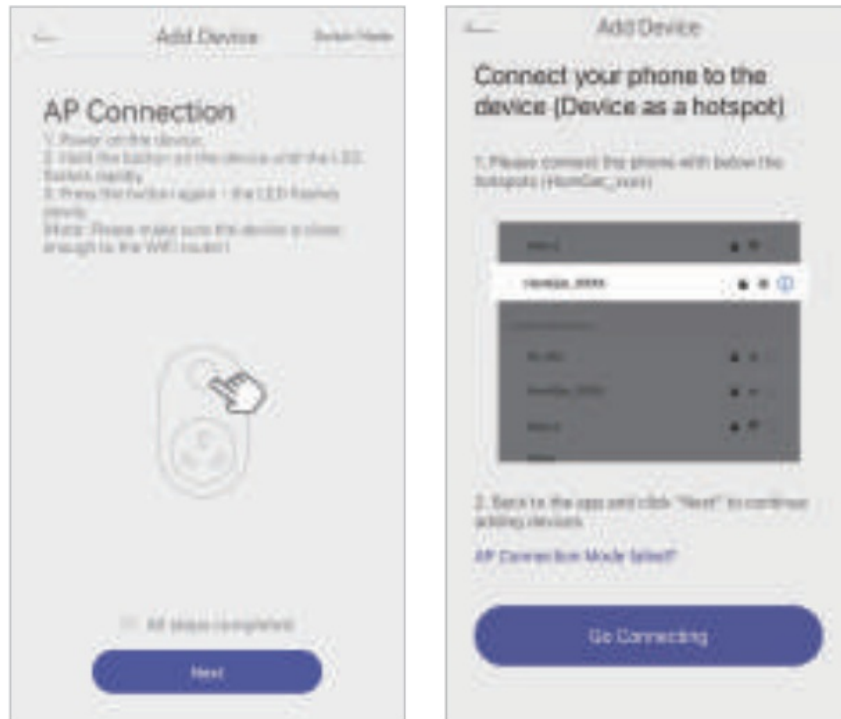 Add Device
Switch Mode
AP Connection
1. Power on the device.
2. Hold the button on the device until the LED
flashes rapidly.
3. Press the button again - the LED flashes
slowly.
(Note: Please make sure the device is close
enough to the WiFi router)
All steps completed
Next
Add Device
Connect your phone to the
device (Device as a hotspot)
1. Please connect the phone with below the
hotspots (HomGar_xxxx)
2. Back to the app and click "Next" to continue
adding devices
AP Connection Mode failed?
Go Connecting